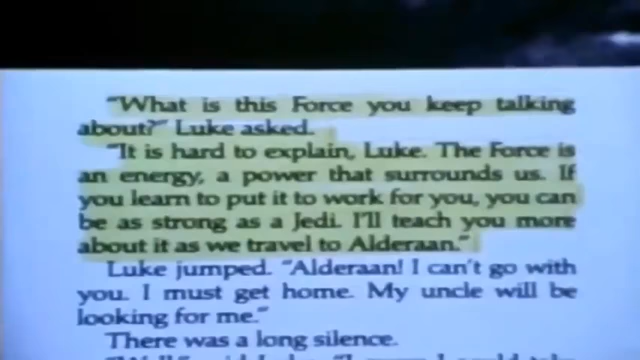 "What is this Force you keep talking
about?" Luke asked.
"It is hard to explain, Luke. The Force is
an energy, a power that surrounds us. If
you learn to put it to work for you, you can
be as strong as a Jedi. I'll teach you more
about it as we travel to Alderaan."
Luke jumped. "Alderaan! I can't go with
you. I must get home. My uncle will be
looking for me."
There was a long silence.